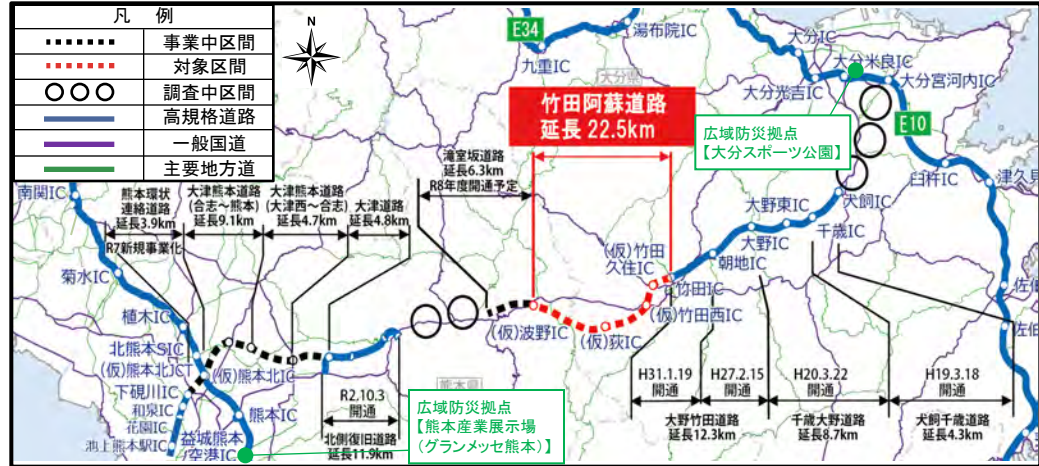 凡 例
事業中区間
対象区間
調査中区間
高規格道路
一般国道
主要地方道
N
E34
九重IC
湯布院IC
大分県
大分IC
大分米良IC
大分光吉IC
大分宮河内IC
E10
竹田阿蘇道路
延長 22.5km
広域防災拠点
【大分スポーツ公園】
滝室坂道路
延長6.3km
R8年度開通予定
南関IC
熊本環状
連絡道路
延長3.9km
R7新規事業化
大津熊本道路
(合志~熊本)
延長9.1km
大津熊本道路
(大津西~合志)
延長4.7km
大津道路
延長4.8km
臼杵IC
津久見
犬飼IC
千歳IC
大野東IC
大野IC
朝地IC
竹田IC
(仮)竹田
久住IC
(仮)竹田西IC
(仮)荻IC
(仮)波野IC
菊水IC
植木IC
北熊本SIC
(仮)熊本北JCT
(仮)熊本北IC
下硯川IC
和泉IC
花園IC
池上熊本駅IC
熊本IC
益城熊本
空港IC
熊本県
佐伯
佐伯
R2.10.3
開通
北側復旧道路
延長11.9km
広域防災拠点
【熊本産業展示場
(グランメッセ熊本)】
H31.1.19
開通
H27.2.15
開通
H20.3.22
開通
H19.3.18
開通
大野竹田道路
延長12.3km
千歳大野道路
延長8.7km
犬飼千歳道路
延長4.3km